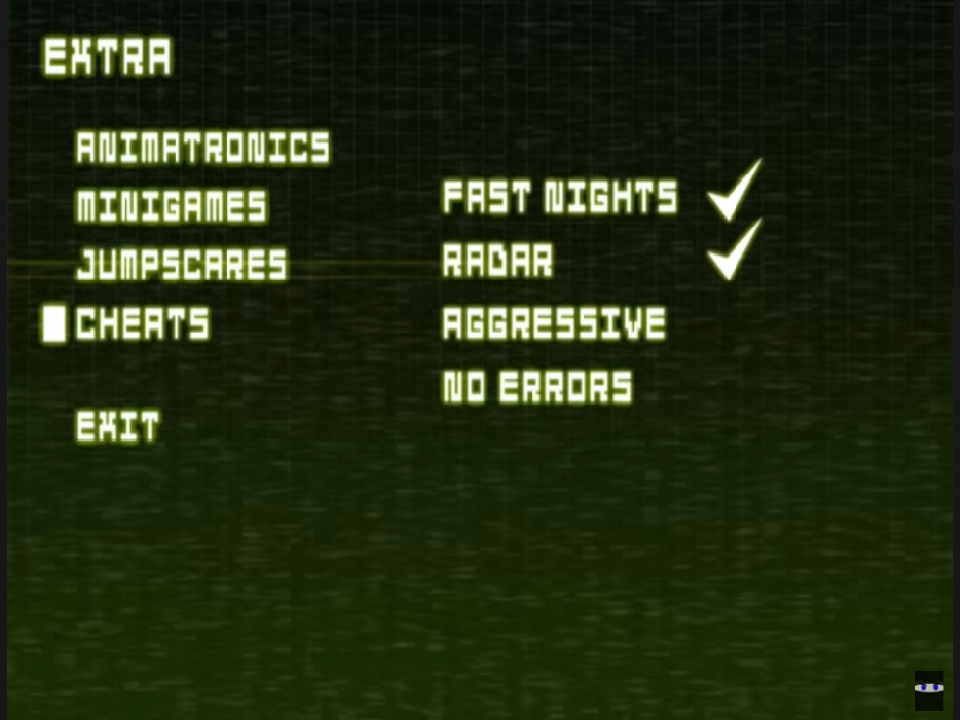 EXTRA
ANIMATRONICS
MINIGAMES
JUMPSCARES
CHEATS
EXIT
FAST NIGHTS
RADAR
AGGRESSIVE
NO ERRORS